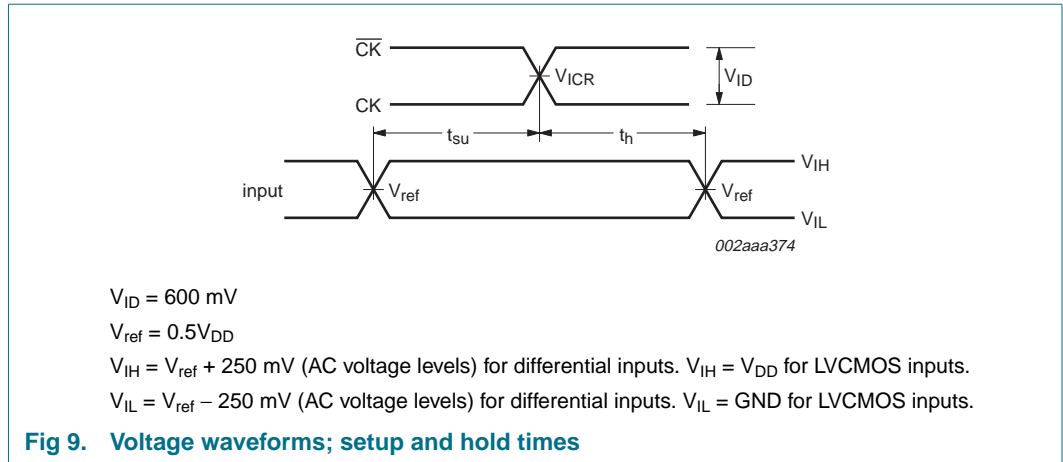 CK
VICR
VID
CK
tsu
th
VIH
input
Vref
Vref
VIL
002aaa374
VID = 600 mV
Vref = 0.5VDD
VIH = Vref + 250 mV (AC voltage levels) for differential inputs. VIH = VDD for LVCMOS inputs.
VIL = Vref − 250 mV (AC voltage levels) for differential inputs. VIL = GND for LVCMOS inputs.
Fig 9. Voltage waveforms; setup and hold times